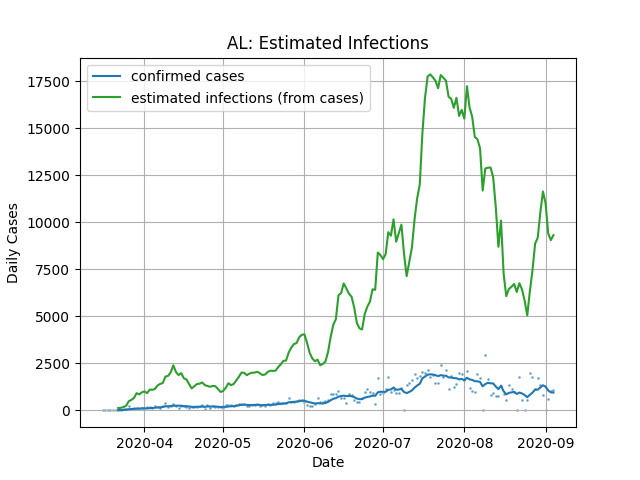 AL: Estimated Infections
confirmed cases
estimated infections (from cases)
17500
15000
12500
10000
7500
5000
2500
0
Daily Cases
2020-04
2020-05
2020-06
2020-07
2020-08
2020-09
Date